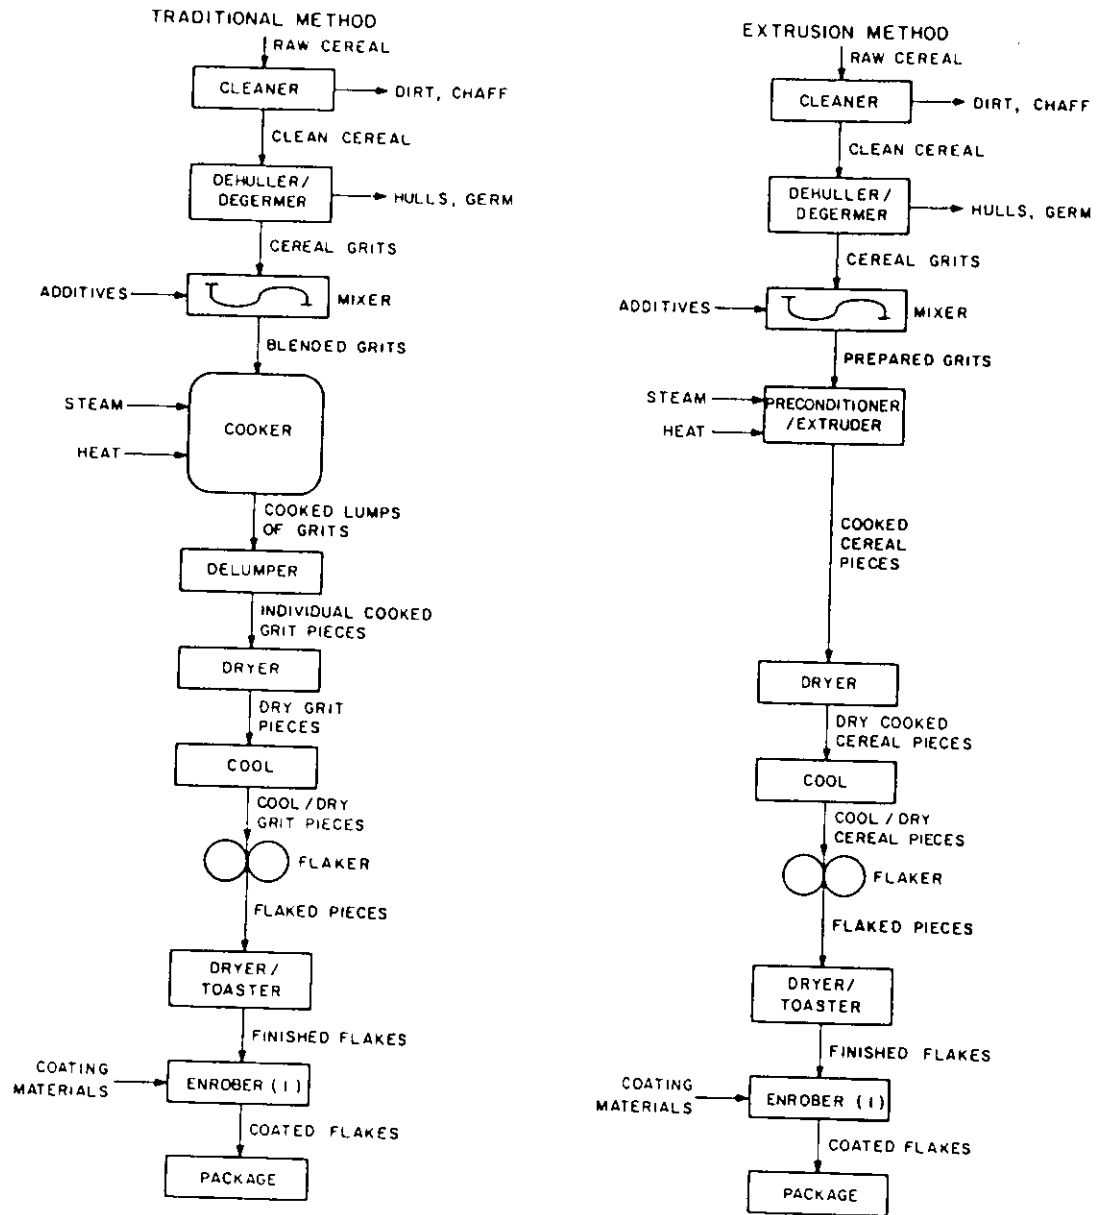 TRADITIONAL METHOD
RAW CEREAL
CLEANER
DIRT, CHAFF
CLEAN CEREAL
DEHULLER/
DEGERMER
HULLS, GERM
CEREAL GRITS
ADDITIVES
MIXER
BLENDED GRITS
STEAM
COOKER
HEAT
COOKED LUMPS
OF GRITS
DELUMPER
INDIVIDUAL COOKED
GRIT PIECES
DRYER
DRY GRIT
PIECES
COOL
COOL/DRY
GRIT PIECES
FLAKER
FLAKED PIECES
DRYER/
TOASTER
FINISHED FLAKES
COATING
MATERIALS
ENROBER (1)
COATED FLAKES
PACKAGE
EXTRUSION METHOD
RAW CEREAL
CLEANER
DIRT, CHAFF
CLEAN CEREAL
DEHULLER/
DEGERMER
HULLS, GERM
CEREAL GRITS
ADDITIVES
MIXER
PREPARED GRITS
STEAM
HEAT
PRECONDITIONER
/EXTRUDER
COOKED
CEREAL
PIECES
DRYER
DRY COOKED
CEREAL PIECES
COOL
COOL/DRY
CEREAL PIECES
FLAKER
FLAKED PIECES
DRYER/
TOASTER
FINISHED FLAKES
COATING
MATERIALS
ENROBER (1)
COATED FLAKES
PACKAGE